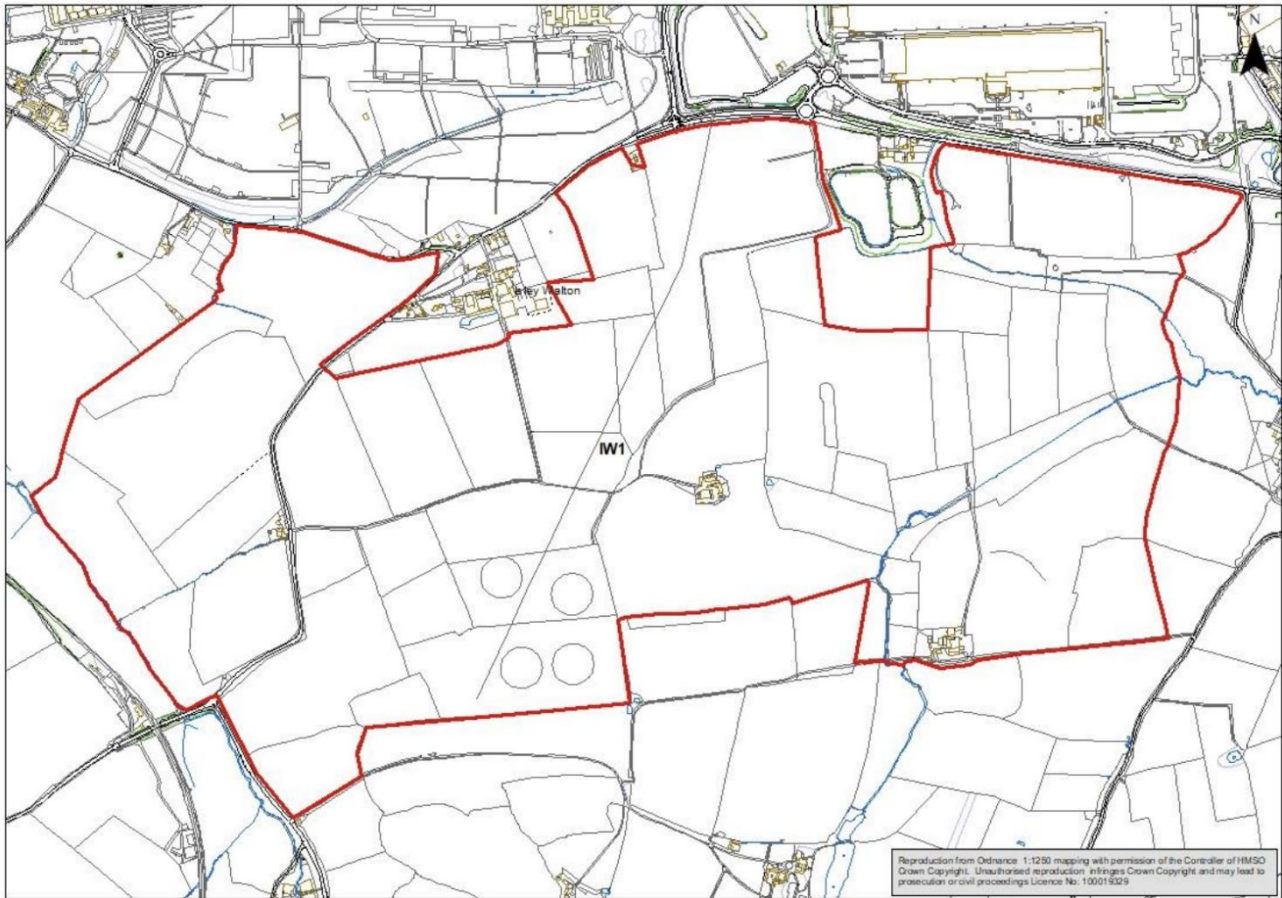 N
Walton
IW1
Reproduction from Ordnance 1:1250 mapping with permission of the Controller of HMSO
Crown Copyright. Unauthorised reproduction infringes Crown Copyright and may lead to
prosecution or civil proceedings Licence No: 100019329